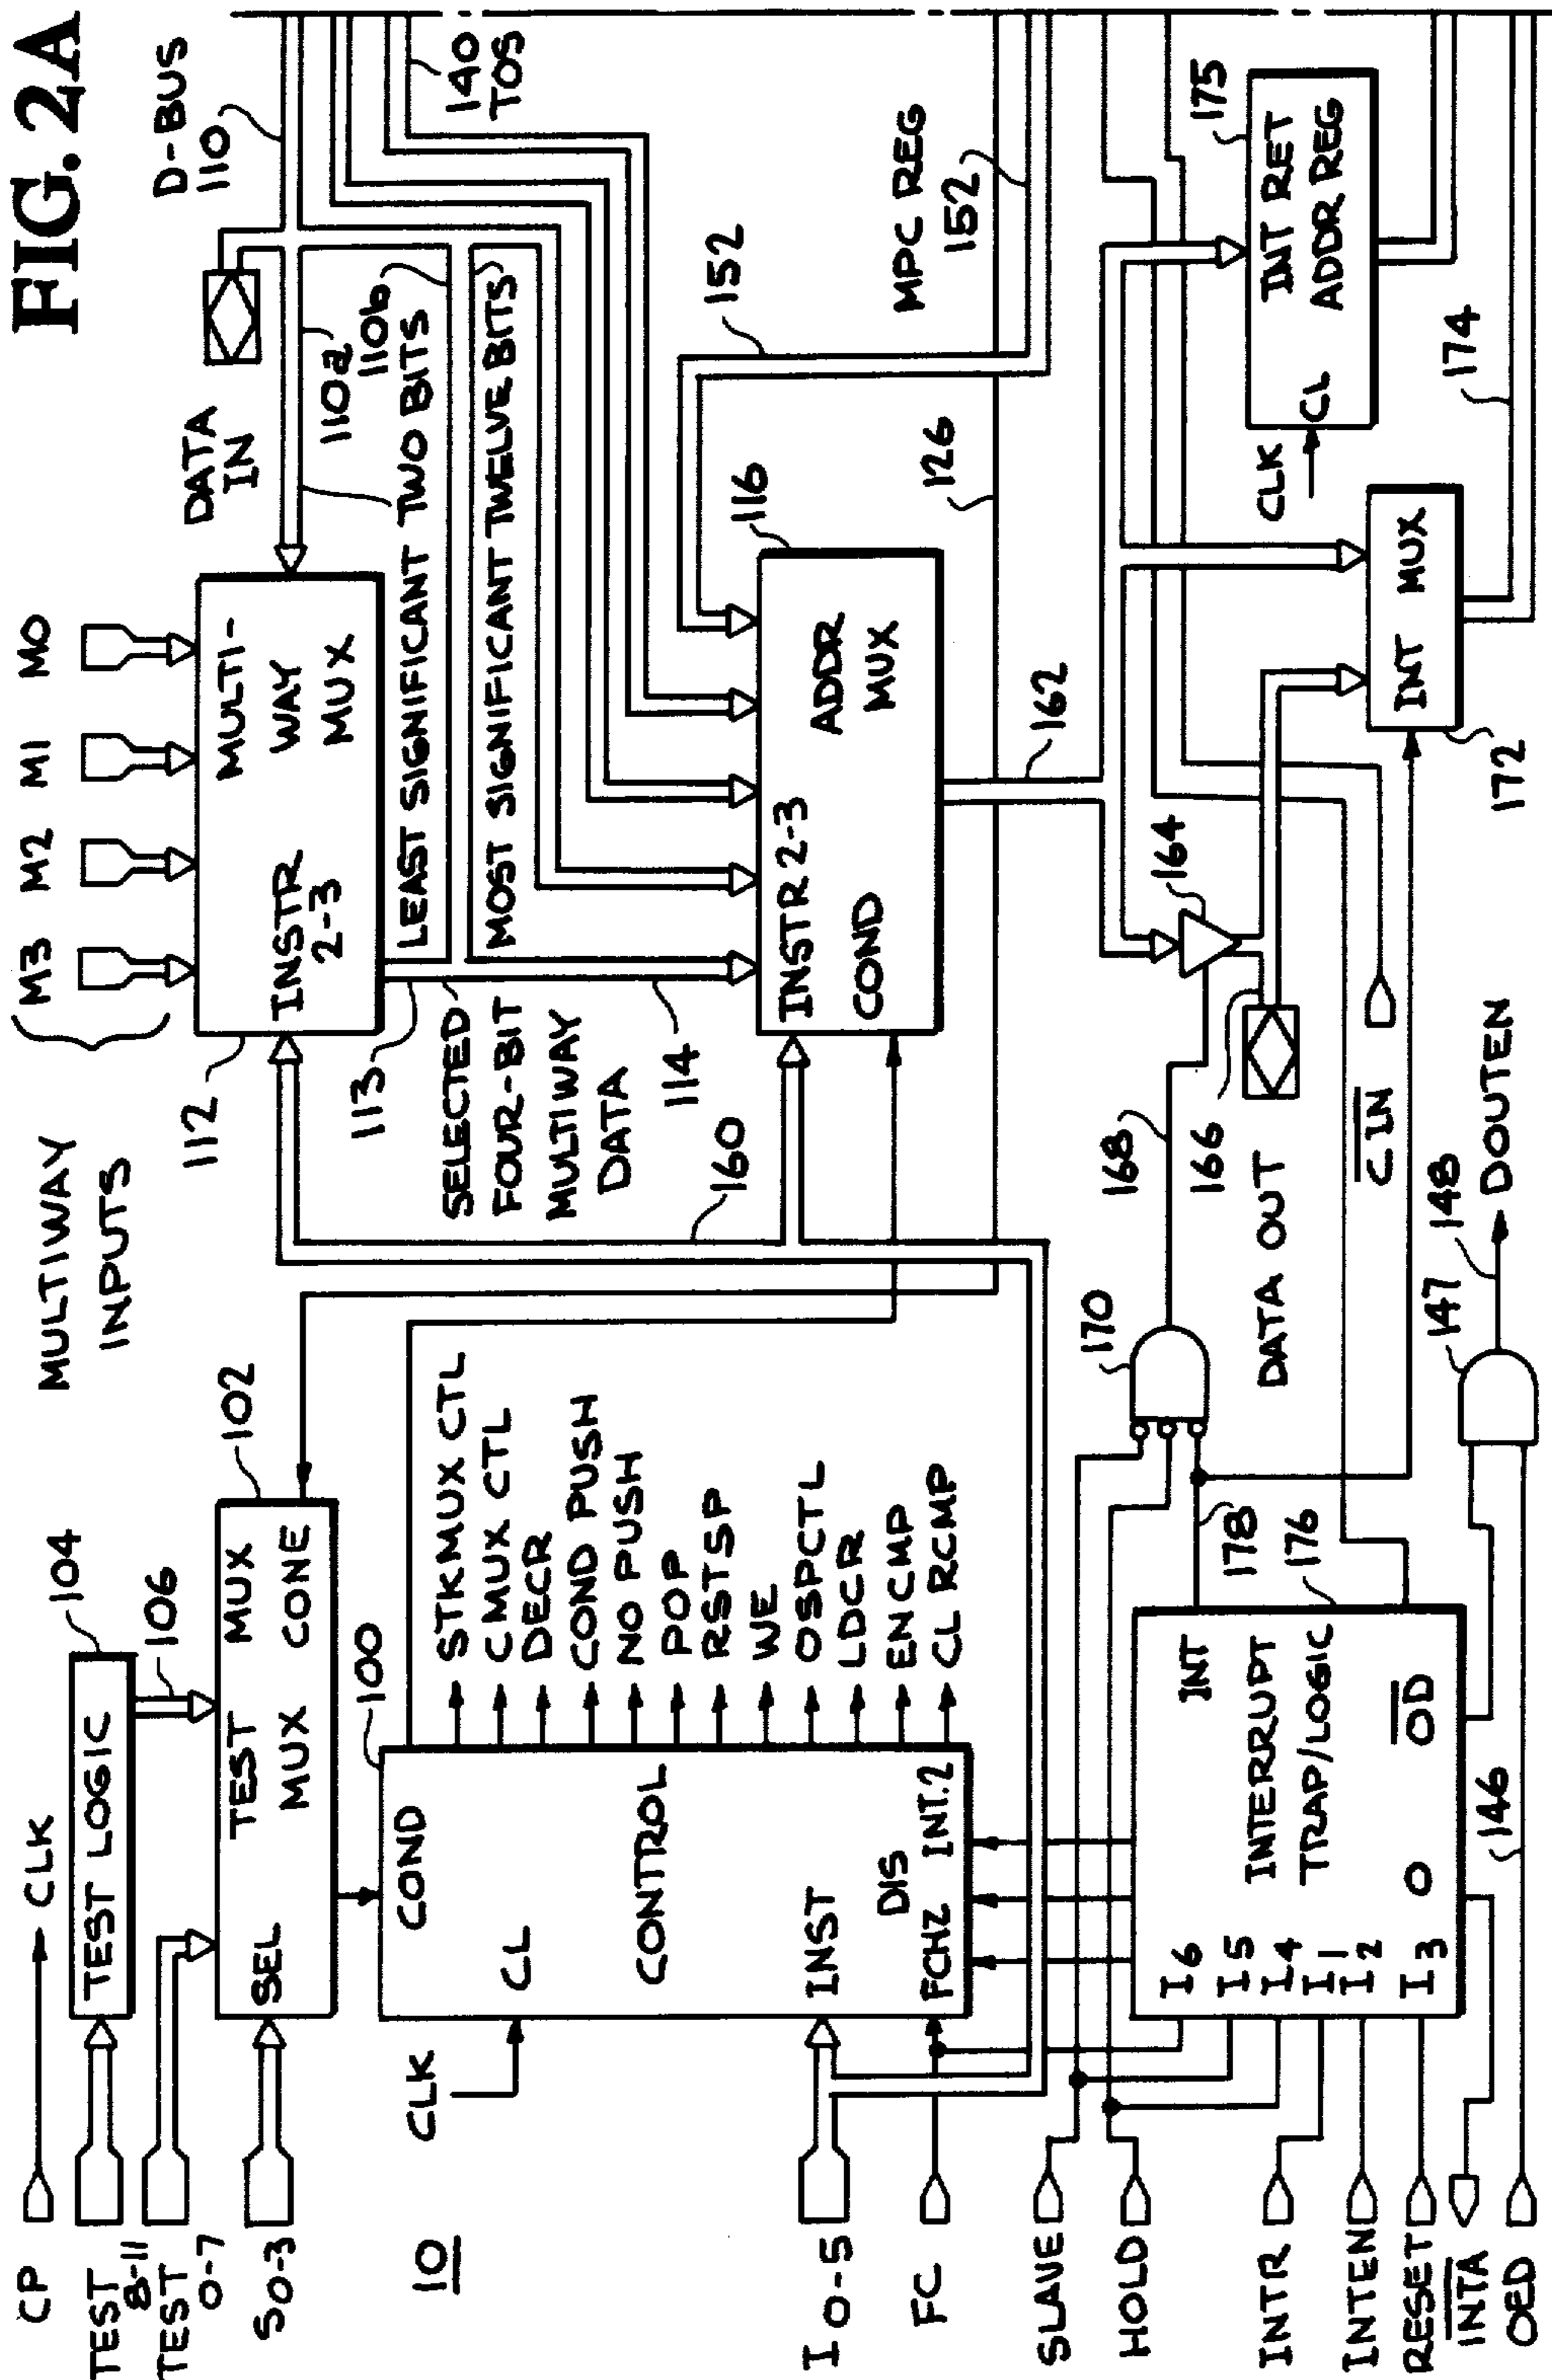 FIG. 2A
CP
CLK
TEST
8-11
TEST
0-7
S0-3
TEST LOGIC
104
106
SEL
TEST
MUX
MUX
CONE
102
MULTIWAY
INPUTS
M3
M2
M1
M0
112
INSTR
2-3
MULTI-
WAY
MUX
DATA
IN
D-BUS
110
110a
110b
LEAST SIGNIFICANT TWO BITS
MOST SIGNIFICANT TWELVE BITS
140
TOS
113
SELECTED
FOUR-BIT
MULTIWAY
DATA
114
160
10
CLK
100
COND
CL
CONTROL
INST
DIS
FCHZ
INT.2
STKMUX CTL
CMUX CTL
DECR
COND PUSH
NO PUSH
POP
RSTSP
WE
OSPCTL
LDCR
ENCMP
CL RCMP
I 0-5
FC
INSTR 2-3
COND
ADDR
MUX
116
152
MPC REG
152
126
162
SLAVE
HOLD
INTR
INTEN
RESET
INTA
OED
I6
I5
I4
I1
I2
I3
INT
INTERRUPT
TRAP/LOGIC
O
OD
176
178
146
170
168
164
166
DATA OUT
C IN
147
148
DOUTEN
INT MUX
172
174
CLK
CL
INT RET
ADDR REG
175